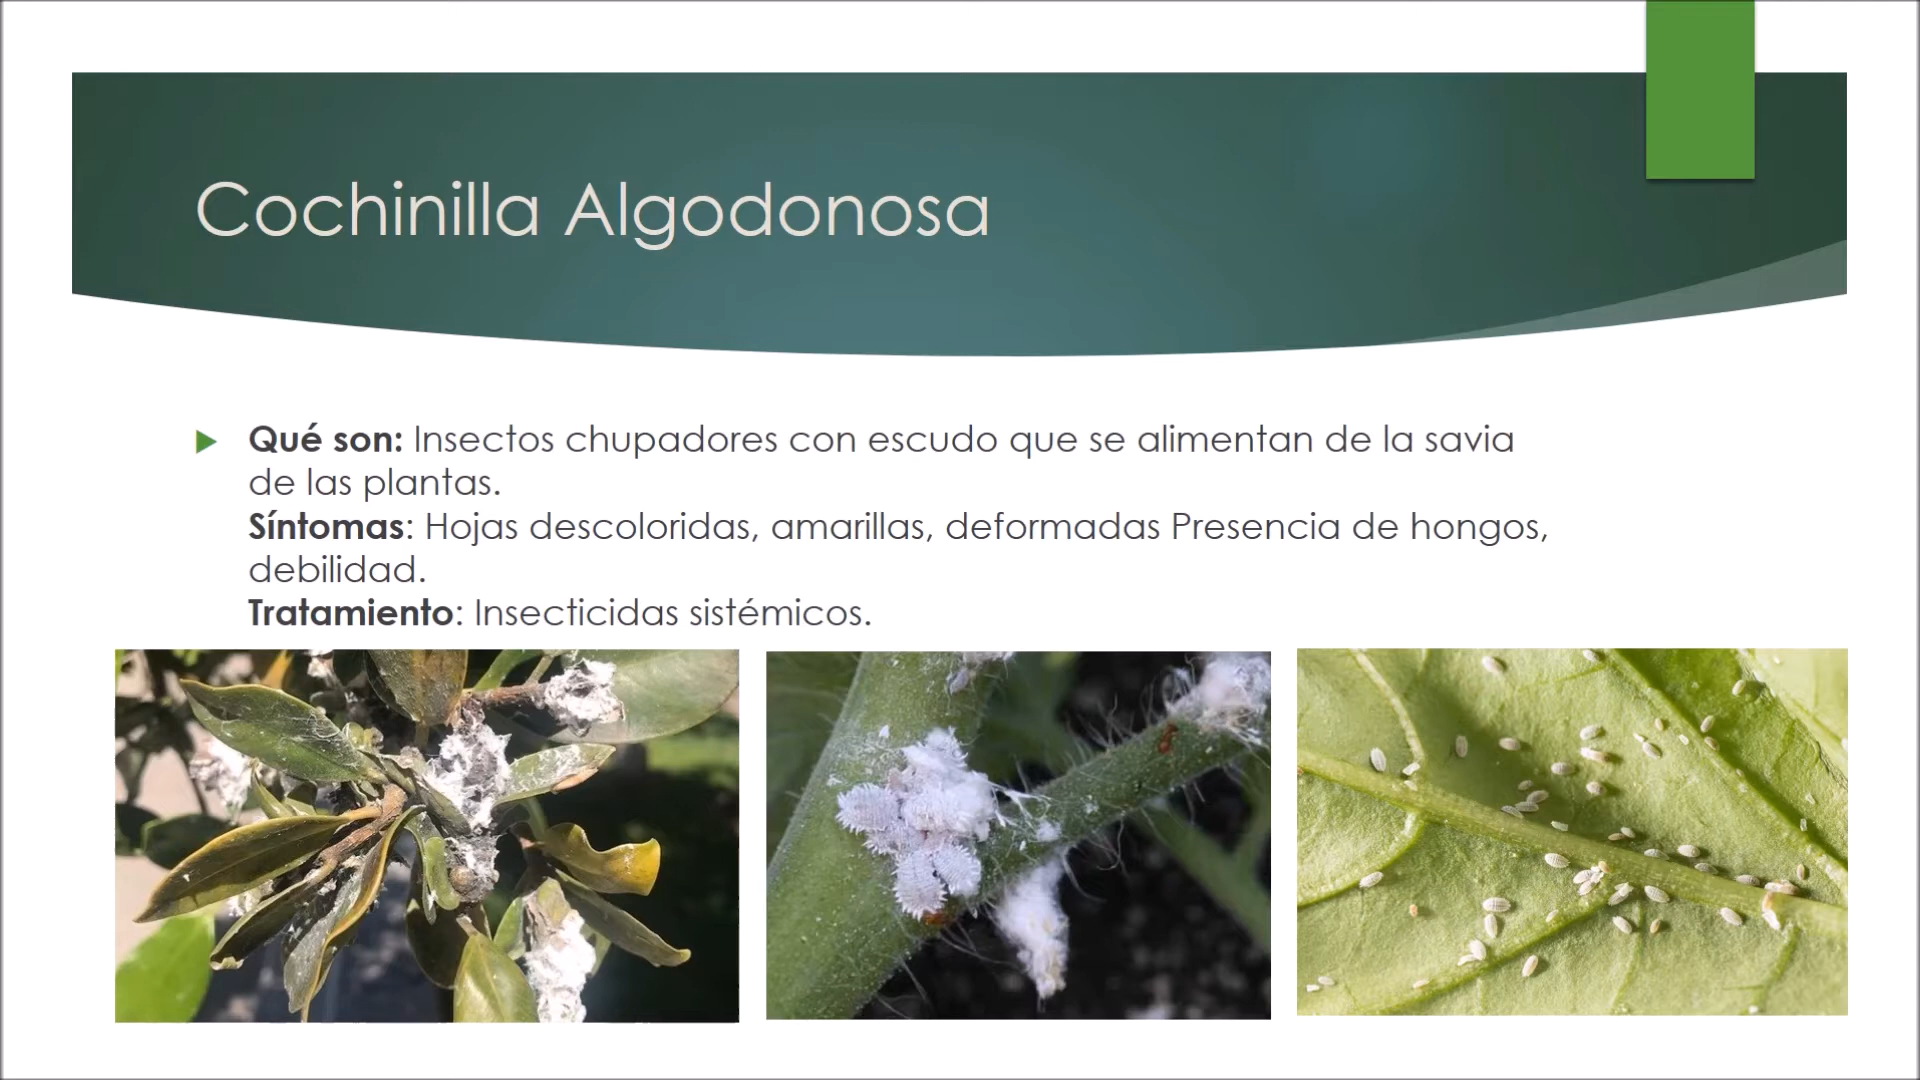 Cochinilla Algodonosa
Qué son: Insectos chupadores con escudo que se alimentan de la savia
de las plantas.
Síntomas: Hojas descoloridas, amarillas, deformadas Presencia de hongos,
debilidad.
Tratamiento: Insecticidas sistémicos.